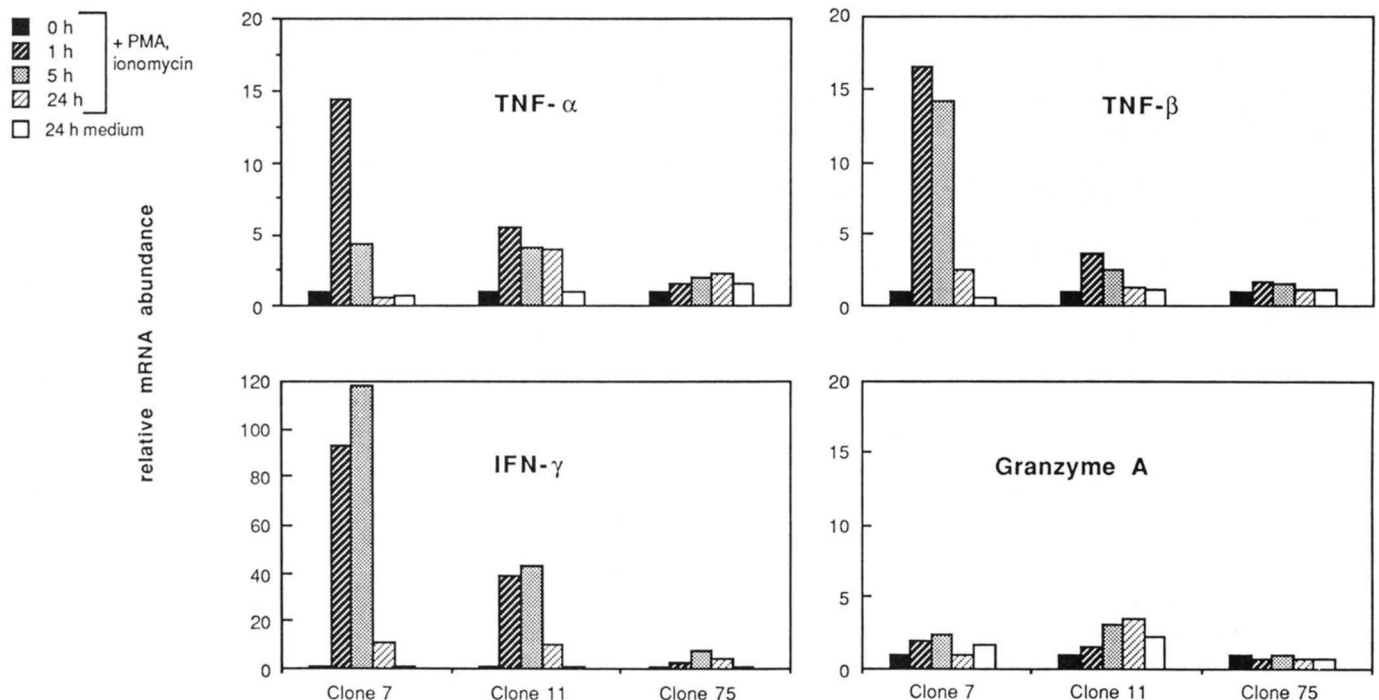 0 h
1 h
5 h
24 h
+ PMA,
ionomycin
24 h medium
relative mRNA abundance
20
15
10
5
0
TNF-α
20
15
10
5
0
TNF-β
120
100
80
60
40
20
0
IFN-γ
Clone 7
Clone 11
Clone 75
20
15
10
5
0
Granzyme A
Clone 7
Clone 11
Clone 75